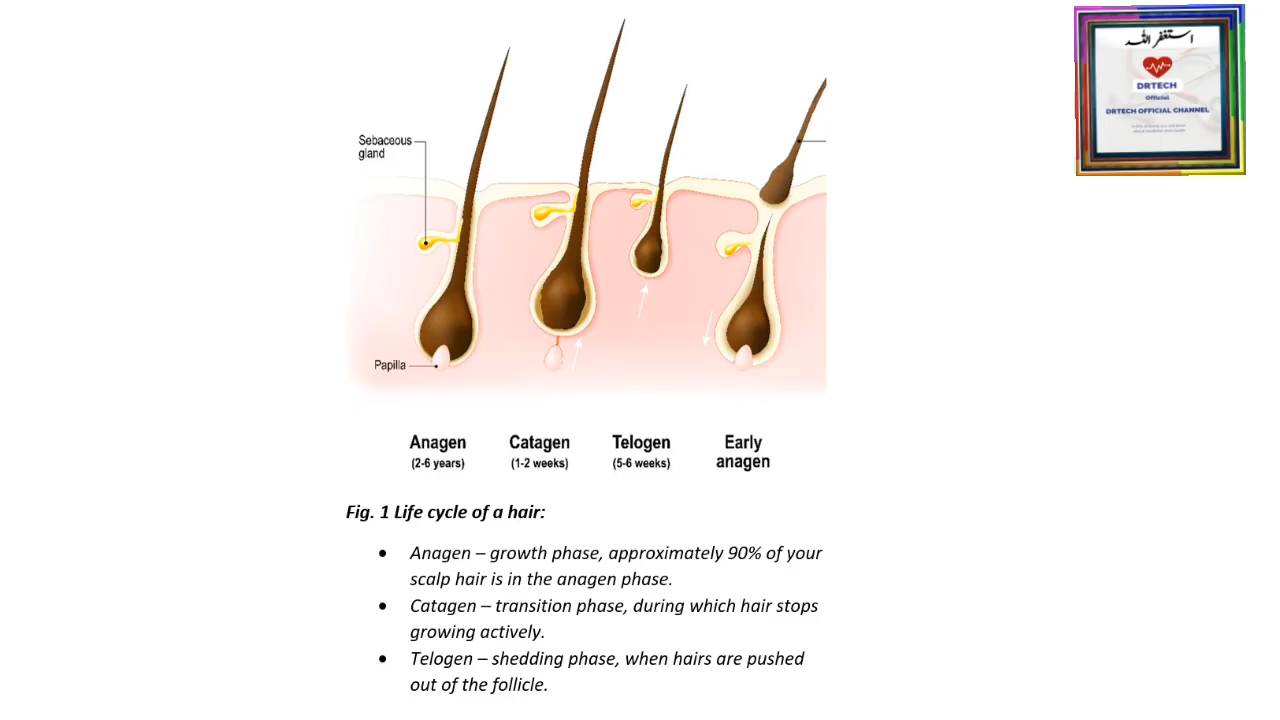 استغفر اللہ
DRTECH
Official
DRTECH OFFICIAL CHANNEL
Sebaceous
gland
Papilla
Anagen
(2-6 years)
Catagen
(1-2 weeks)
Telogen
(5-6 weeks)
Early
anagen
Fig. 1 Life cycle of a hair:
• Anagen – growth phase, approximately 90% of your
scalp hair is in the anagen phase.
• Catagen – transition phase, during which hair stops
growing actively.
• Telogen – shedding phase, when hairs are pushed
out of the follicle.